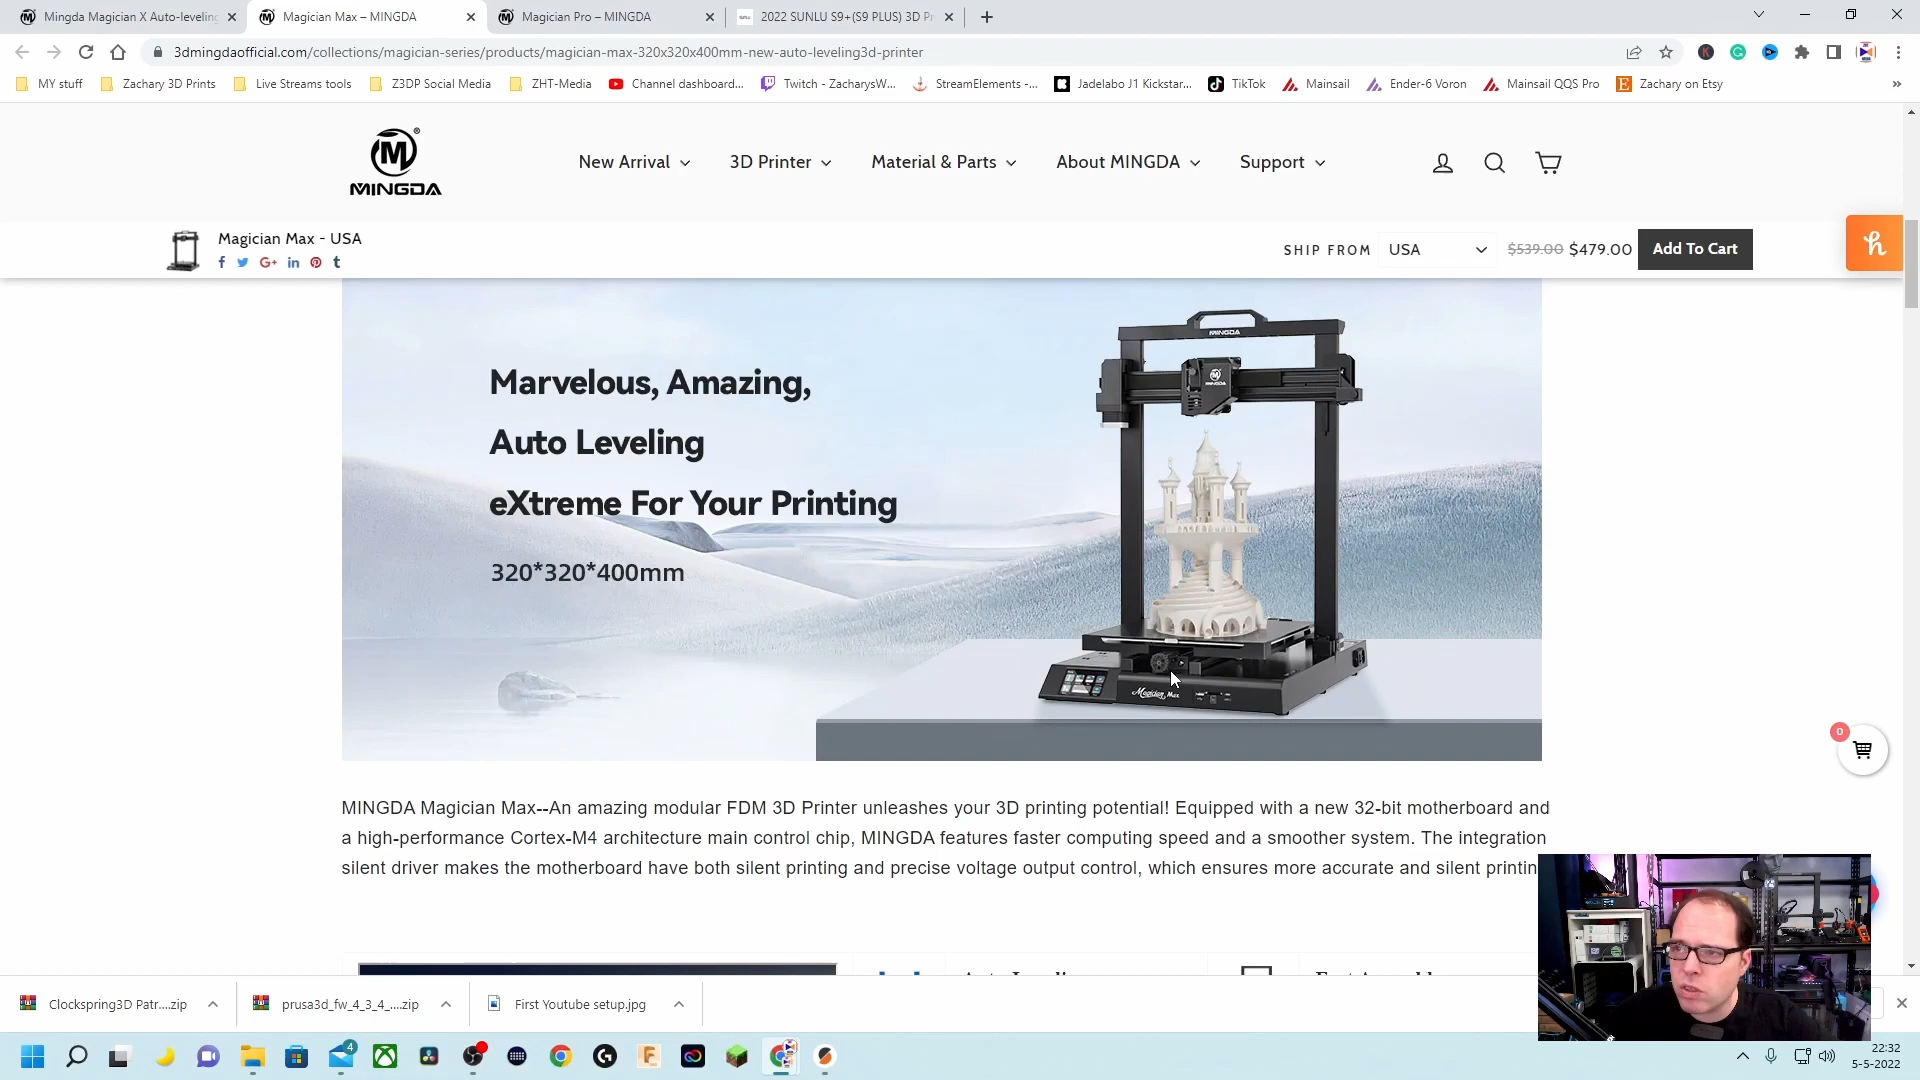 Mingda Magician X Auto-leveling
Magician Max – MINGDA
Magician Pro – MINGDA
2022 SUNLU S9+(S9 PLUS) 3D Pr
3dmingdaofficial.com/collections/magician-series/products/magician-max-320x320x400mm-new-auto-leveling3d-printer
MY stuff
Zachary 3D Prints
Live Streams tools
Z3DP Social Media
ZHT-Media
Channel dashboard...
Twitch - ZacharysW...
StreamElements -...
Jadelabo J1 Kickstar...
TikTok
Mainsail
Ender-6 Voron
Mainsail QQS Pro
Zachary on Etsy
MINGDA
New Arrival
3D Printer
Material & Parts
About MINGDA
Support
Magician Max - USA
SHIP FROM
USA
$539.00 $479.00
Add To Cart
MINGDA
MINGDA
Marvelous, Amazing,
Auto Leveling
eXtreme For Your Printing
320*320*400mm
Magician Max
0
MINGDA Magician Max--An amazing modular FDM 3D Printer unleashes your 3D printing potential! Equipped with a new 32-bit motherboard and
a high-performance Cortex-M4 architecture main control chip, MINGDA features faster computing speed and a smoother system. The integration
silent driver makes the motherboard have both silent printing and precise voltage output control, which ensures more accurate and silent printin
Clockspring3D Patr....zip
prusa3d_fw_4_3_4_....zip
First Youtube setup.jpg
4
22:32
5-5-2022